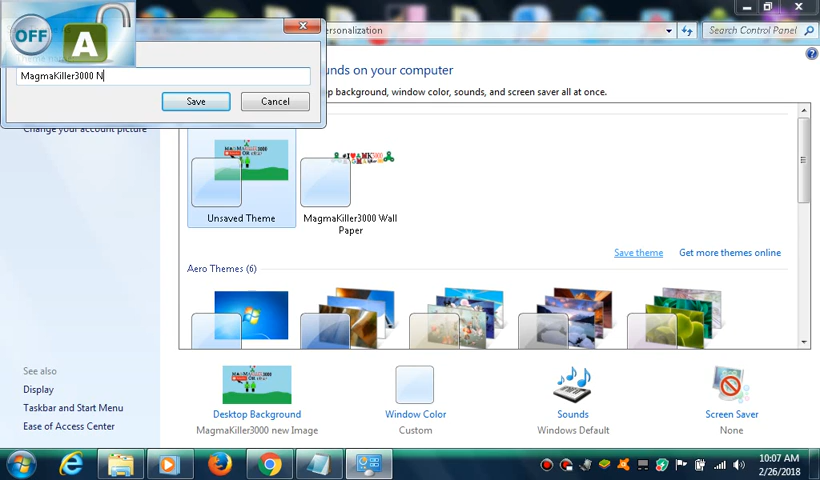 OFF
A
MagmaKiller3000 N
Save
Cancel
ersonalization
Search Control Panel
unds on your computer
op background, window color, sounds, and screen saver all at once.
Change your account picture
Unsaved Theme
MagmaKiller3000 Wall
Paper
Save theme
Get more themes online
Aero Themes (6)
See also
Display
Taskbar and Start Menu
Ease of Access Center
Desktop Background
MagmaKiller3000 new Image
Window Color
Custom
Sounds
Windows Default
Screen Saver
None
10:07 AM
2/26/2018